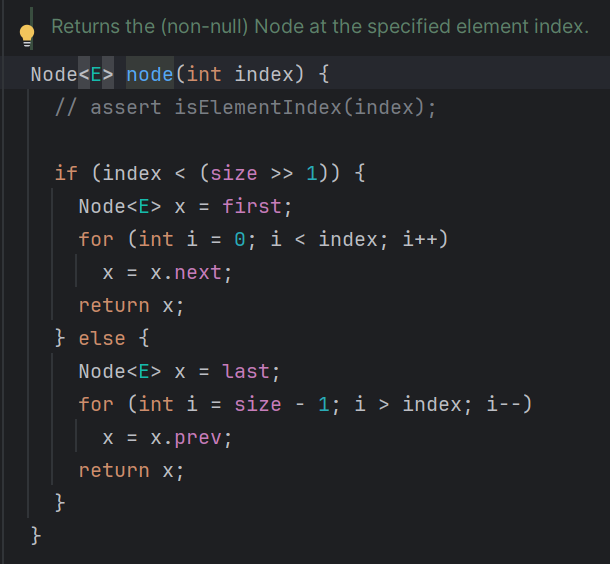 Returns the (non-null) Node at the specified element index.
Node<E> node(int index) {
// assert isElementIndex(index);
if (index < (size >> 1)) {
Node<E> x = first;
for (int i = 0; i < index; i++)
x = x.next;
return x;
} else {
Node<E> x = last;
for (int i = size - 1; i > index; i--)
x = x.prev;
return x;
}
}